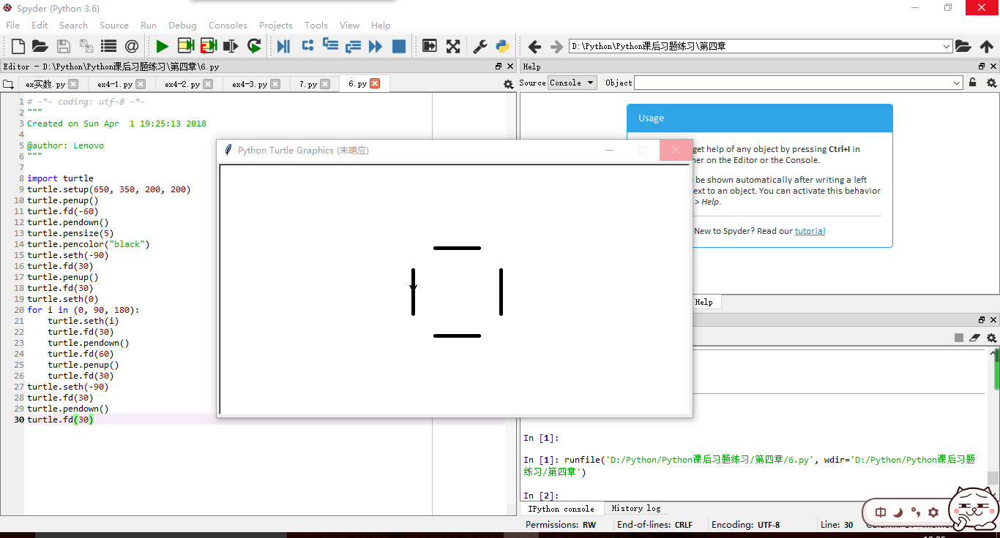 Spyder (Python 3.6)
File Edit Search Source Run Debug Consoles Projects Tools View Help
D:\Python\Python课后习题练习\第四章
Editor - D:\Python\Python课后习题练习\第四章\6.py
Help
ex实数.py ex4-1.py ex4-2.py ex4-3.py 7.py 6.py
Source Console Object
1 # -*- coding: utf-8 -*-
2 """
3 Created on Sun Apr  1 19:25:13 2018
4
5 @author: Lenovo
6 """
7
8 import turtle
9 turtle.setup(650, 350, 200, 200)
10 turtle.penup()
11 turtle.fd(-60)
12 turtle.pendown()
13 turtle.pensize(5)
14 turtle.pencolor("black")
15 turtle.seth(-90)
16 turtle.fd(30)
17 turtle.penup()
18 turtle.fd(30)
19 turtle.seth(0)
20 for i in (0, 90, 180):
21     turtle.seth(i)
22     turtle.fd(30)
23     turtle.pendown()
24     turtle.fd(60)
25     turtle.penup()
26     turtle.fd(30)
27 turtle.seth(-90)
28 turtle.fd(30)
29 turtle.pendown()
30 turtle.fd(30)
Python Turtle Graphics (未响应)
Usage
get help of any object by pressing Ctrl+I in
her on the Editor or the Console.
be shown automatically after writing a left
ext to an object. You can activate this behavior
> Help.
New to Spyder? Read our tutorial
Help
In [1]:
In [1]: runfile('D:/Python/Python课后习题练习/第四章/6.py', wdir='D:/Python/Python课后习题
练习/第四章')
In [2]:
IPython console History log
中
Permissions: RW End-of-lines: CRLF Encoding: UTF-8 Line: 30